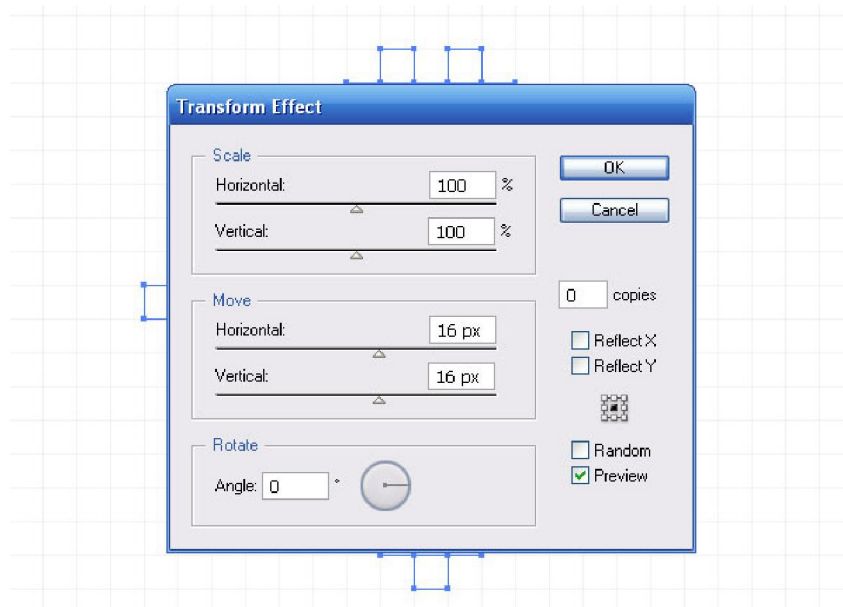 Transform Effect
Scale
Horizontal: 100 %
Vertical: 100 %
OK
Cancel
Move
Horizontal: 16 px
Vertical: 16 px
0 copies
Reflect X
Reflect Y
Rotate
Angle: 0 °
Random
Preview